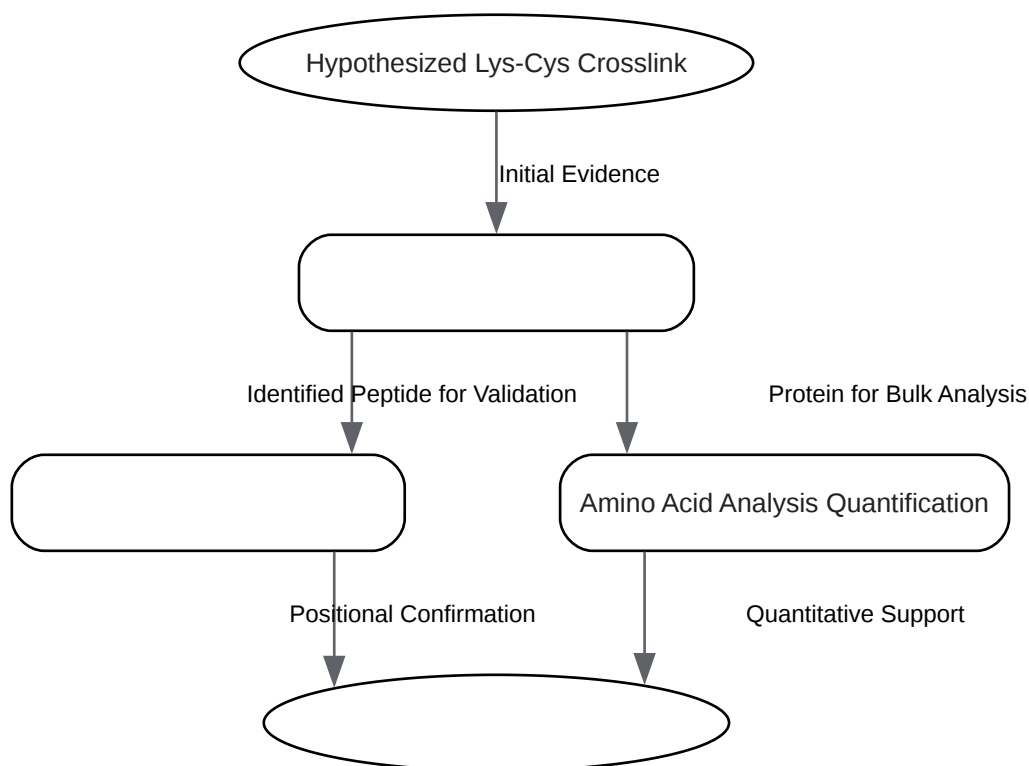 Hypothesized Lys-Cys Crosslink
Initial Evidence
Identified Peptide for Validation
Protein for Bulk Analysis
Amino Acid Analysis Quantification
Positional Confirmation
Quantitative Support